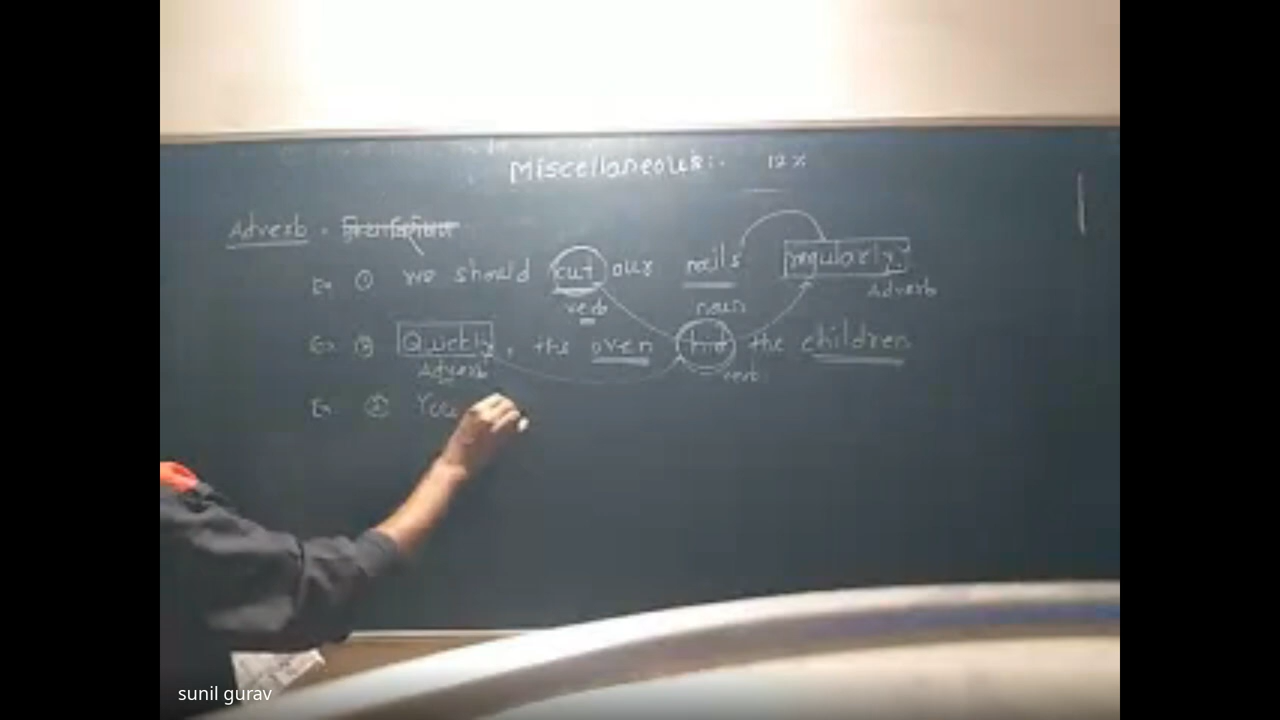 Miscellaneous:- 12%
Adverb - क्रियाविशेषण
Ex ① we should cut our nails regularly.
verb noun Adverb
Ex ② Quickly, the oven hid the children
Adverb verb
Ex ③ You
sunil gurav